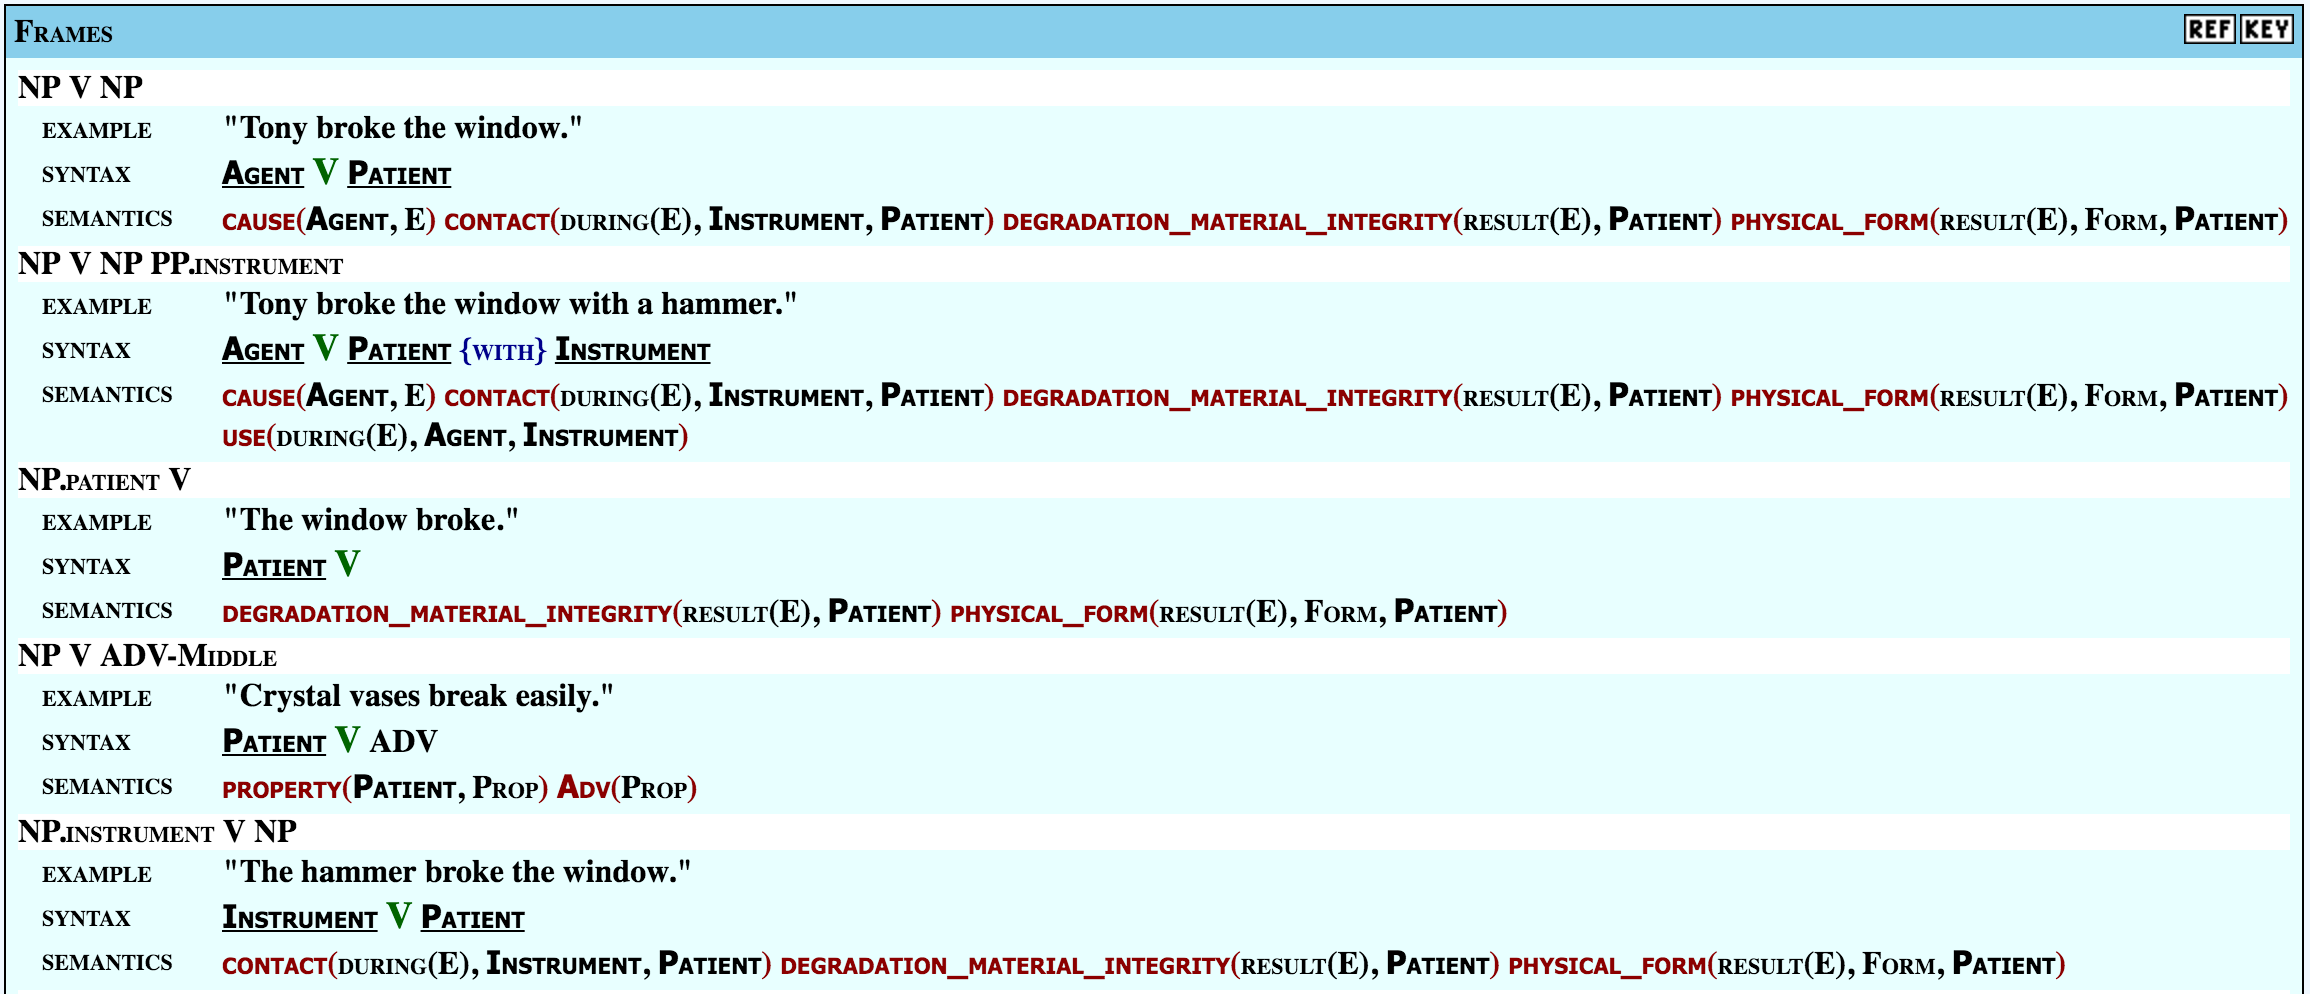 FRAMES REF KEY
NP V NP
EXAMPLE "Tony broke the window."
SYNTAX AGENT V PATIENT
SEMANTICS CAUSE(AGENT, E) CONTACT(DURING(E), INSTRUMENT, PATIENT) DEGRADATION_MATERIAL_INTEGRITY(RESULT(E), PATIENT) PHYSICAL_FORM(RESULT(E), FORM, PATIENT)
NP V NP PP.INSTRUMENT
EXAMPLE "Tony broke the window with a hammer."
SYNTAX AGENT V PATIENT {WITH} INSTRUMENT
SEMANTICS CAUSE(AGENT, E) CONTACT(DURING(E), INSTRUMENT, PATIENT) DEGRADATION_MATERIAL_INTEGRITY(RESULT(E), PATIENT) PHYSICAL_FORM(RESULT(E), FORM, PATIENT)
USE(DURING(E), AGENT, INSTRUMENT)
NP.PATIENT V
EXAMPLE "The window broke."
SYNTAX PATIENT V
SEMANTICS DEGRADATION_MATERIAL_INTEGRITY(RESULT(E), PATIENT) PHYSICAL_FORM(RESULT(E), FORM, PATIENT)
NP V ADV-MIDDLE
EXAMPLE "Crystal vases break easily."
SYNTAX PATIENT V ADV
SEMANTICS PROPERTY(PATIENT, PROP) ADV(PROP)
NP.INSTRUMENT V NP
EXAMPLE "The hammer broke the window."
SYNTAX INSTRUMENT V PATIENT
SEMANTICS CONTACT(DURING(E), INSTRUMENT, PATIENT) DEGRADATION_MATERIAL_INTEGRITY(RESULT(E), PATIENT) PHYSICAL_FORM(RESULT(E), FORM, PATIENT)